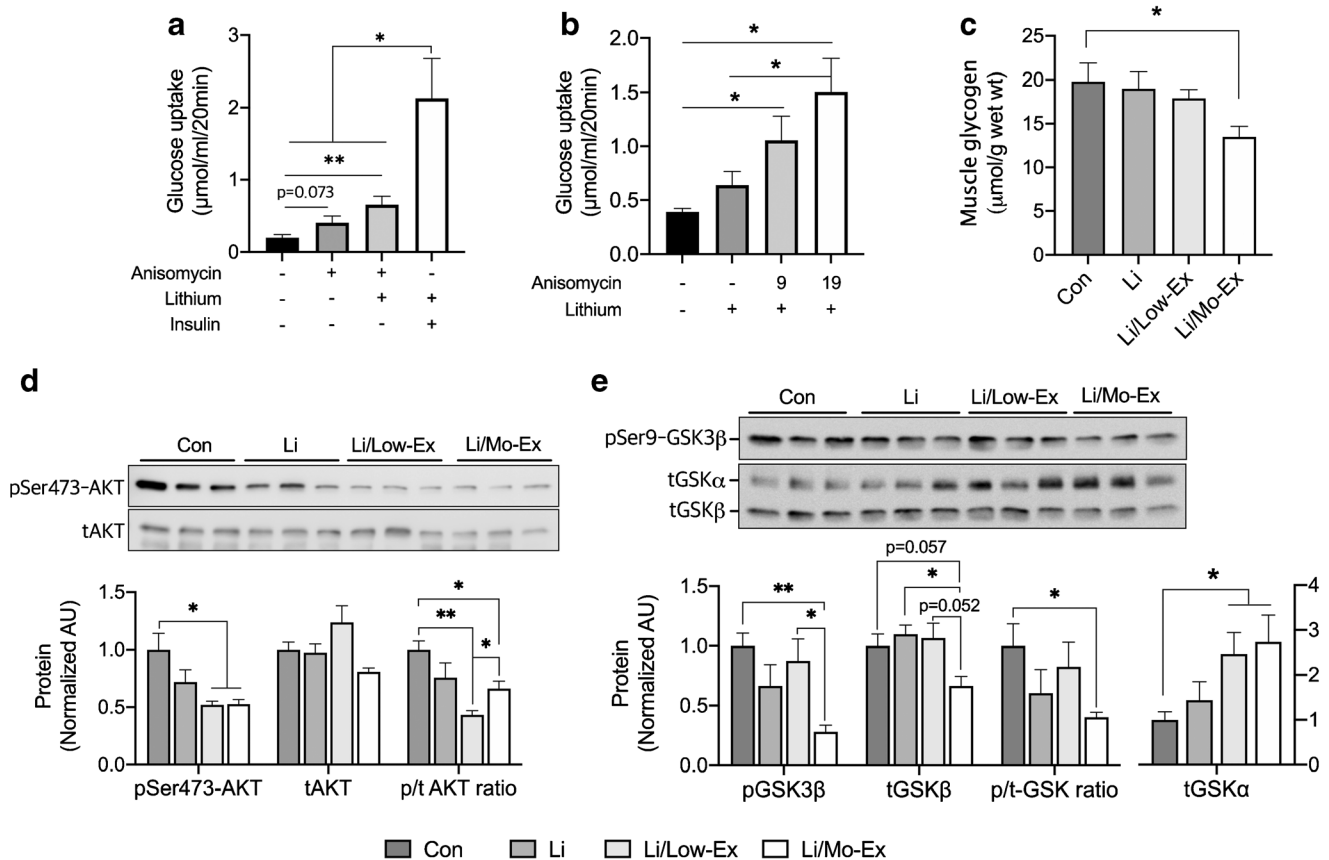 a
Glucose uptake
(μmol/ml/20min)
3
2
1
0
*
**
p=0.073
Anisomycin - + + -
Lithium - - + +
Insulin - - - +
b
Glucose uptake
(μmol/ml/20min)
2.0
1.5
1.0
0.5
0.0
*
*
*
Anisomycin - - 9 19
Lithium - + + +
c
Muscle glycogen
(μmol/g wet wt)
25
20
15
10
5
0
*
Con
Li
Li/Low-Ex
Li/Mo-Ex
d
Con Li Li/Low-Ex Li/Mo-Ex
pSer473-AKT
tAKT
Protein
(Normalized AU)
1.5
1.0
0.5
0.0
*
*
**
*
pSer473-AKT tAKT p/t AKT ratio
e
Con Li Li/Low-Ex Li/Mo-Ex
pSer9-GSK3β
tGSKα
tGSKβ
Protein
(Normalized AU)
1.5
1.0
0.5
0.0
**
*
p=0.057
*
p=0.052
*
*
4
3
2
1
0
pGSK3β tGSKβ p/t-GSK ratio tGSKα
Con Li Li/Low-Ex Li/Mo-Ex